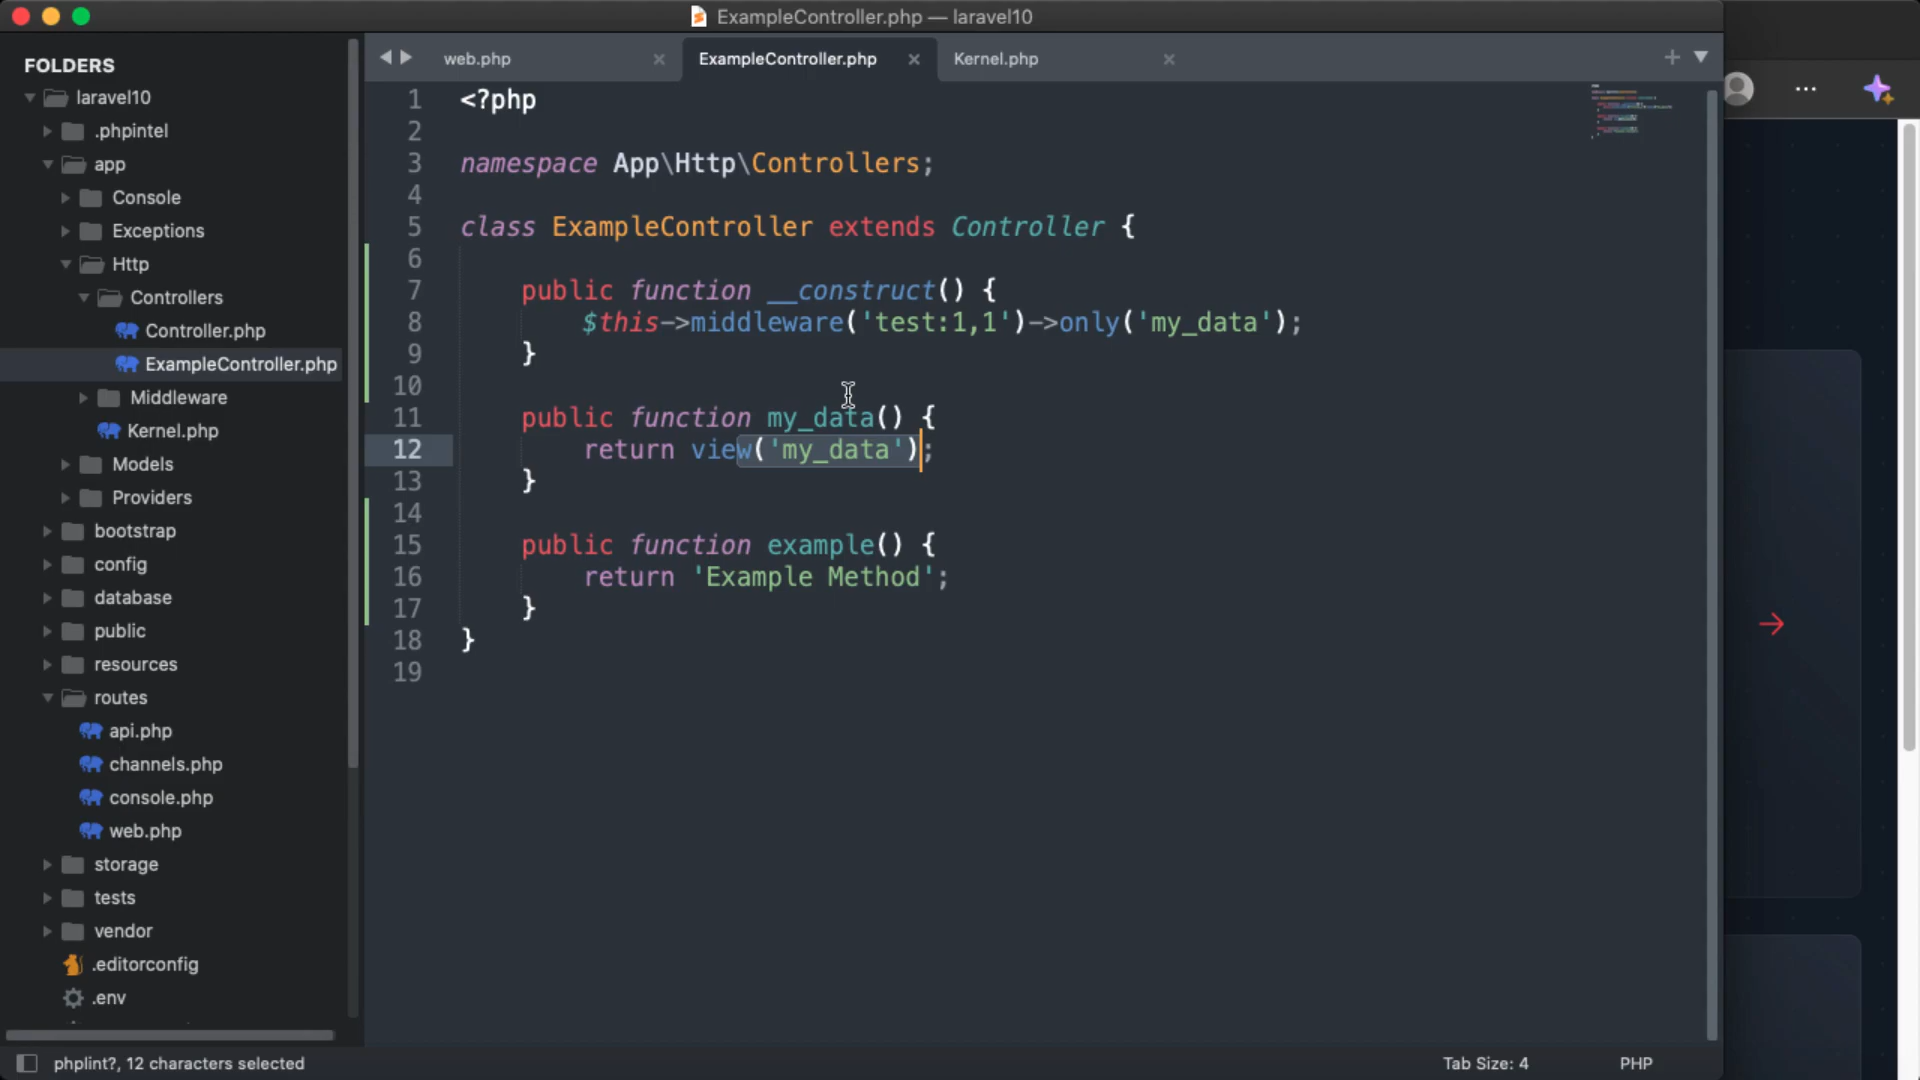 ExampleController.php — laravel10
FOLDERS
laravel10
.phpintel
app
Console
Exceptions
Http
Controllers
Controller.php
ExampleController.php
Middleware
Kernel.php
Models
Providers
bootstrap
config
database
public
resources
routes
api.php
channels.php
console.php
web.php
storage
tests
vendor
.editorconfig
.env
web.php
ExampleController.php
Kernel.php
1 <?php
2
3 namespace App\Http\Controllers;
4
5 class ExampleController extends Controller {
6
7 public function __construct() {
8 $this->middleware('test:1,1')->only('my_data');
9 }
10
11 public function my_data() {
12 return view('my_data');
13 }
14
15 public function example() {
16 return 'Example Method';
17 }
18 }
19
phplint?, 12 characters selected
Tab Size: 4
PHP